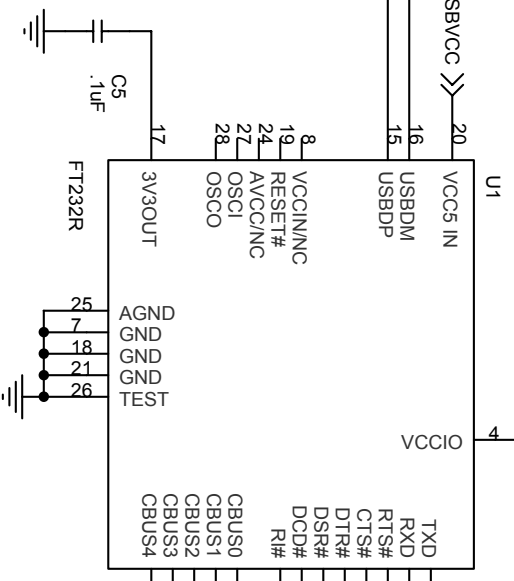 SBVCC
C5
.1uF
17
28
27
24
19
8
15
16
20
U1
FT232R
3V3OUT
OSCO
OSCI
AVCC/NC
RESET#
VCCIN/NC
USBDP
USBDM
VCC5 IN
25
AGND
7
GND
18
GND
21
GND
26
TEST
VCCIO
4
CBUS4
CBUS3
CBUS2
CBUS1
CBUS0
RI#
DCD#
DSR#
DTR#
CTS#
RTS#
RXD
TXD